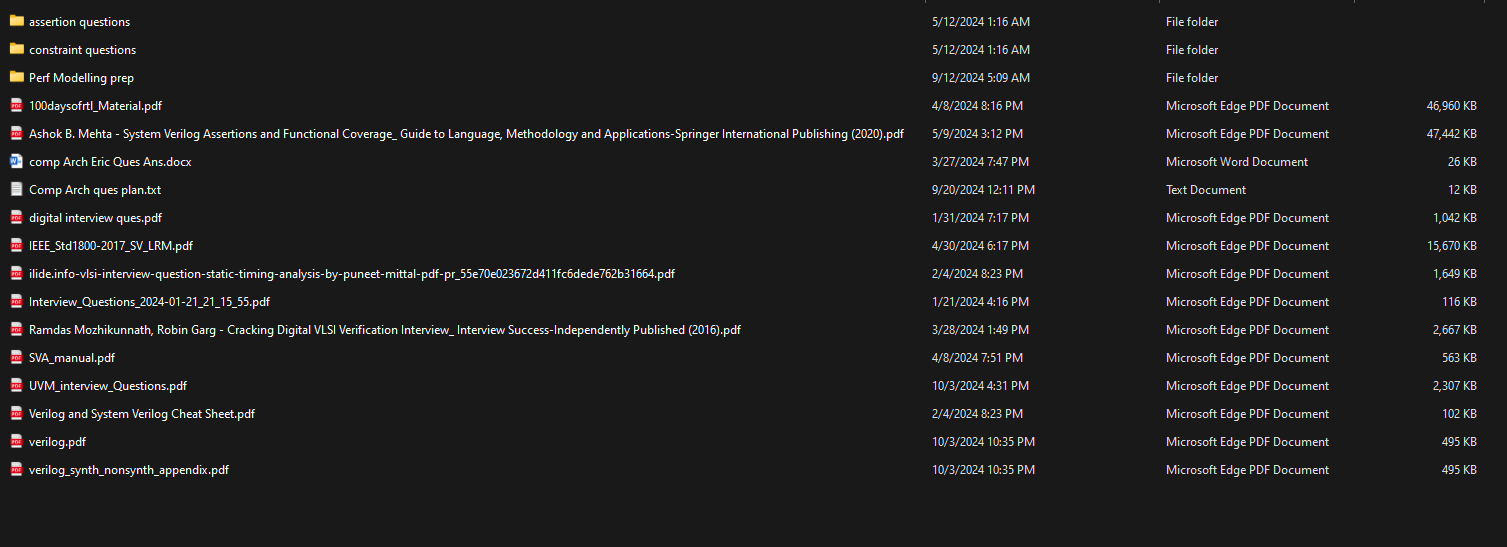 assertion questions 5/12/2024 1:16 AM File folder
constraint questions 5/12/2024 1:16 AM File folder
Perf Modelling prep 9/12/2024 5:09 AM File folder
100daysofrtl_Material.pdf 4/8/2024 8:16 PM Microsoft Edge PDF Document 46,960 KB
Ashok B. Mehta - System Verilog Assertions and Functional Coverage_ Guide to Language, Methodology and Applications-Springer International Publishing (2020).pdf 5/9/2024 3:12 PM Microsoft Edge PDF Document 47,442 KB
comp Arch Eric Ques Ans.docx 3/27/2024 7:47 PM Microsoft Word Document 26 KB
Comp Arch ques plan.txt 9/20/2024 12:11 PM Text Document 12 KB
digital interview ques.pdf 1/31/2024 7:17 PM Microsoft Edge PDF Document 1,042 KB
IEEE_Std1800-2017_SV_LRM.pdf 4/30/2024 6:17 PM Microsoft Edge PDF Document 15,670 KB
ilide.info-vlsi-interview-question-static-timing-analysis-by-puneet-mittal-pdf-pr_55e70e023672d411fc6dede762b31664.pdf 2/4/2024 8:23 PM Microsoft Edge PDF Document 1,649 KB
Interview_Questions_2024-01-21_21_15_55.pdf 1/21/2024 4:16 PM Microsoft Edge PDF Document 116 KB
Ramdas Mozhikunnath, Robin Garg - Cracking Digital VLSI Verification Interview_ Interview Success-Independently Published (2016).pdf 3/28/2024 1:49 PM Microsoft Edge PDF Document 2,667 KB
SVA_manual.pdf 4/8/2024 7:51 PM Microsoft Edge PDF Document 563 KB
UVM_interview_Questions.pdf 10/3/2024 4:31 PM Microsoft Edge PDF Document 2,307 KB
Verilog and System Verilog Cheat Sheet.pdf 2/4/2024 8:23 PM Microsoft Edge PDF Document 102 KB
verilog.pdf 10/3/2024 10:35 PM Microsoft Edge PDF Document 495 KB
verilog_synth_nonsynth_appendix.pdf 10/3/2024 10:35 PM Microsoft Edge PDF Document 495 KB